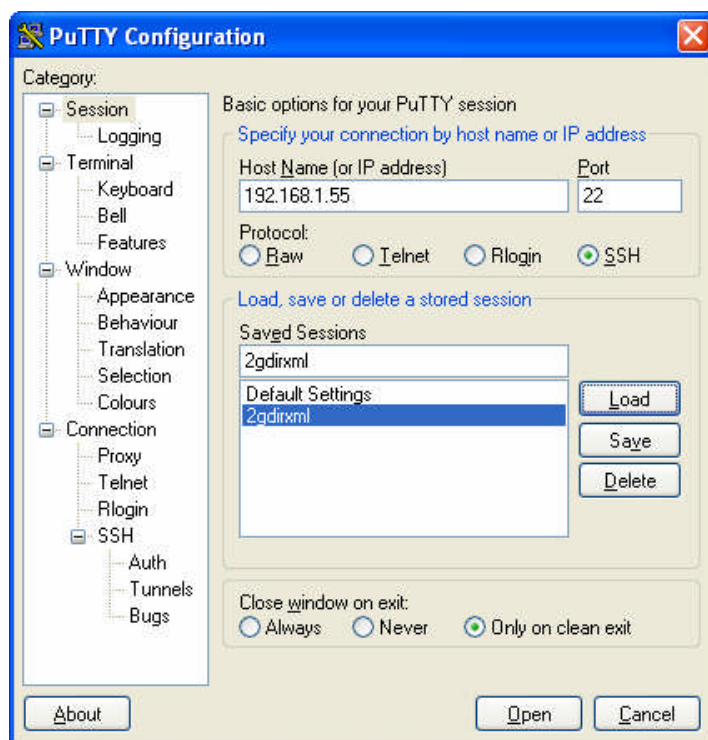 PuTTY Configuration
Category:
Session
Logging
Terminal
Keyboard
Bell
Features
Window
Appearance
Behaviour
Translation
Selection
Colours
Connection
Proxy
Telnet
Rlogin
SSH
Auth
Tunnels
Bugs
Basic options for your PuTTY session
Specify your connection by host name or IP address
Host Name (or IP address) Port
192.168.1.55 22
Protocol:
Raw Telnet Rlogin SSH
Load, save or delete a stored session
Saved Sessions
2gdirxml
Default Settings
2gdirxml
Load
Save
Delete
Close window on exit:
Always Never Only on clean exit
About Open Cancel